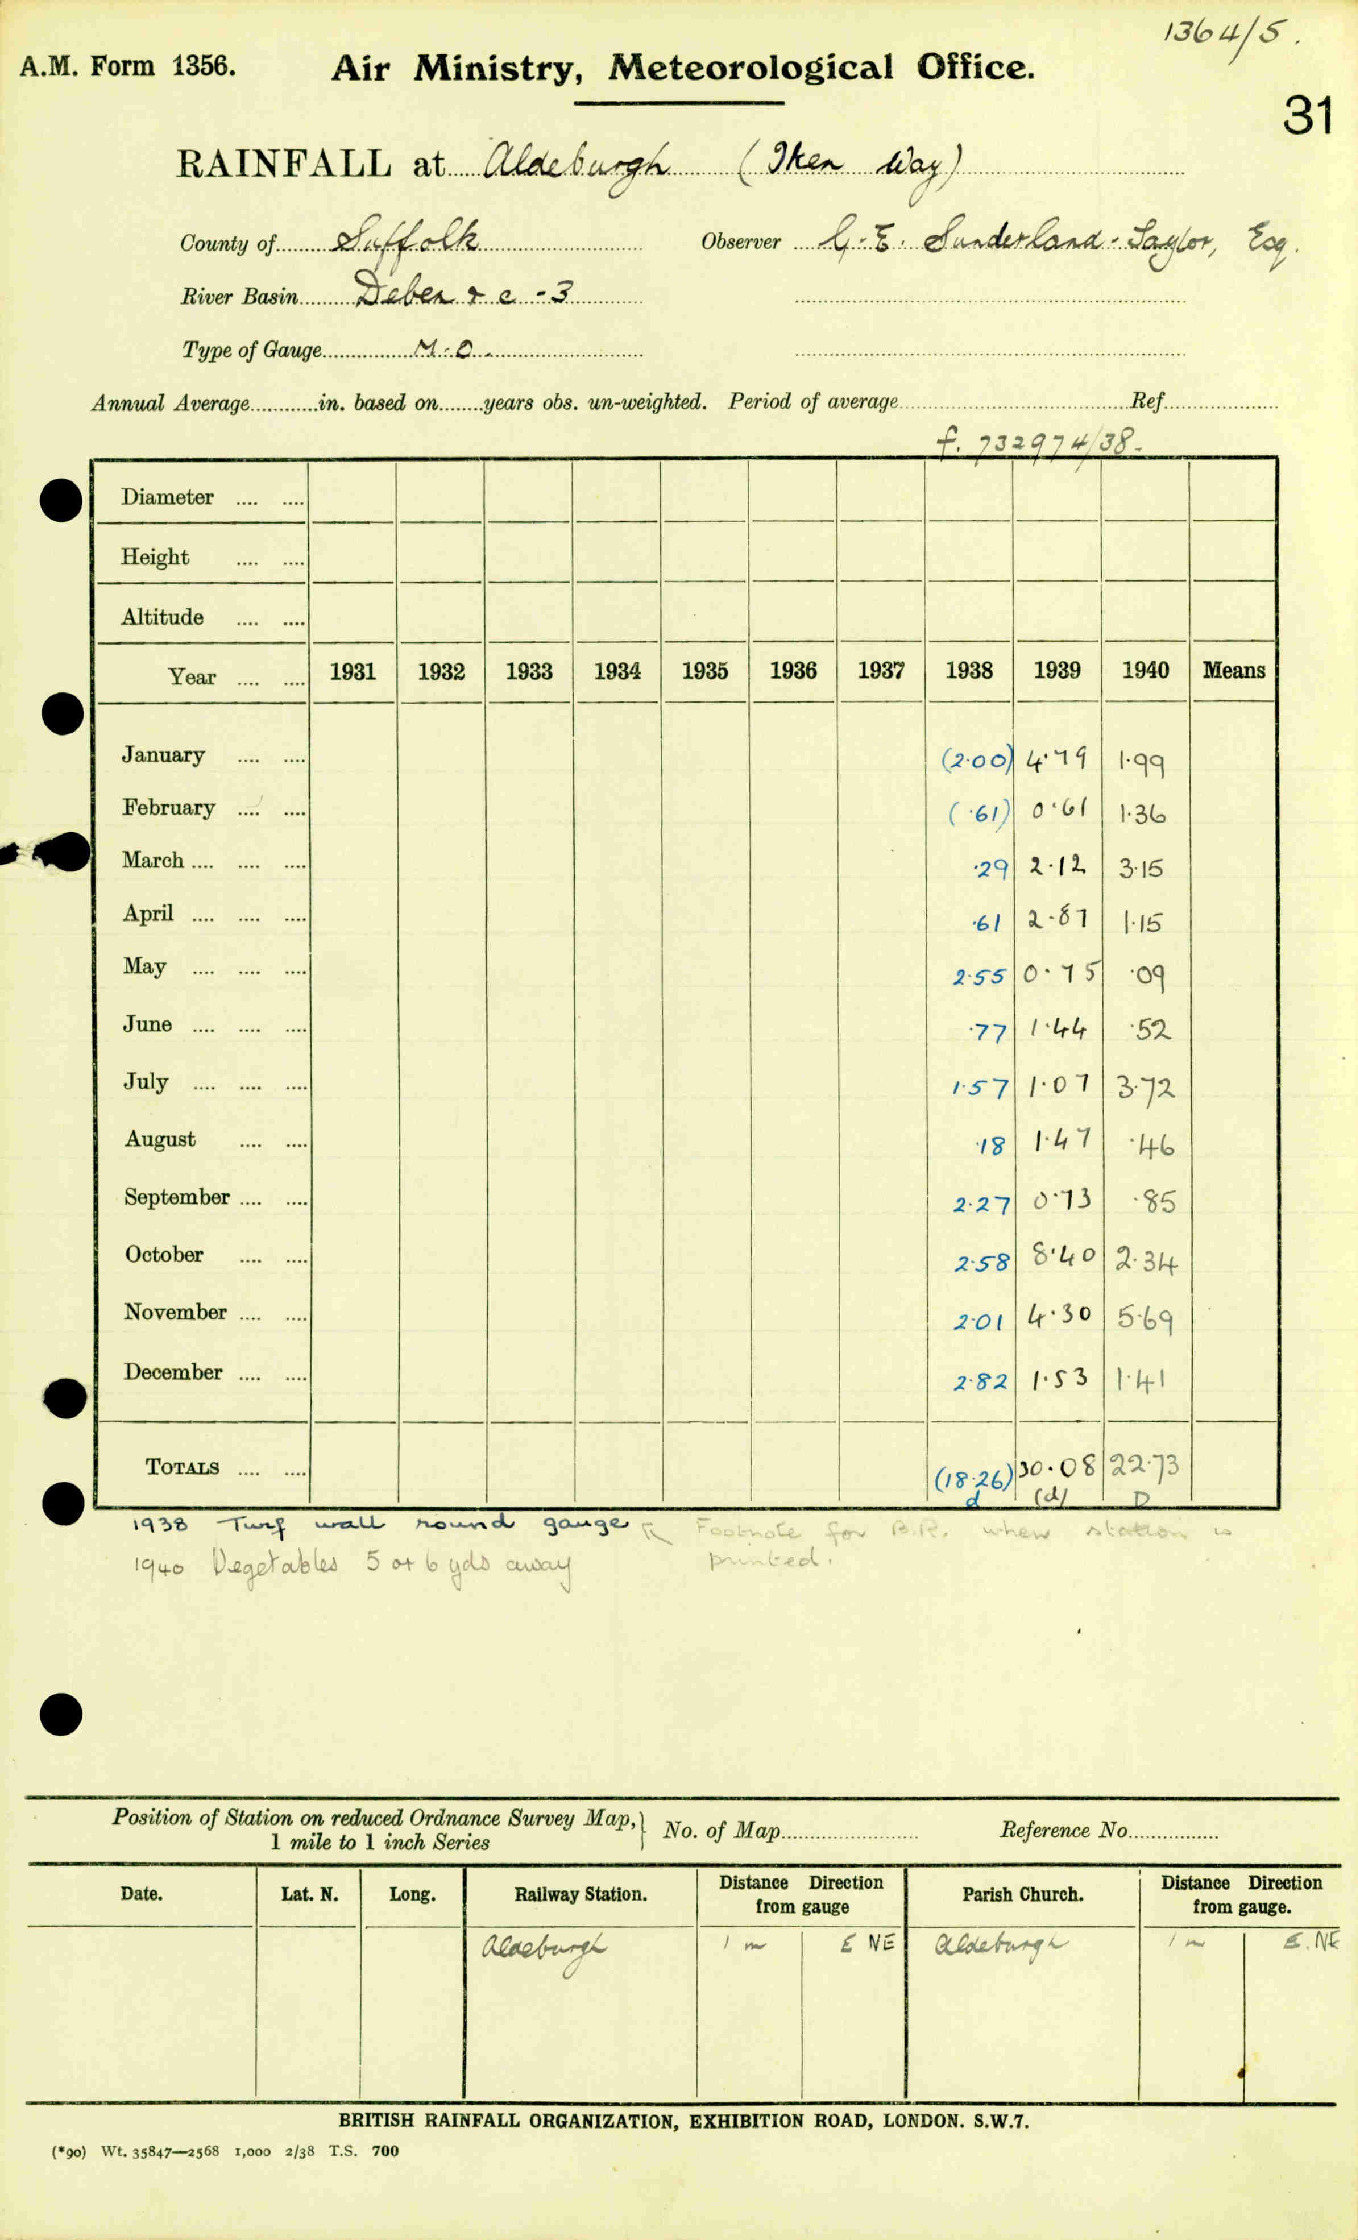 1364/5.
A.M. Form 1356. Air Ministry, Meteorological Office.
31
RAINFALL at Aldeburgh (Iken Way)
County of Suffolk Observer G. E. Sunderland-Taylor, Esq.
River Basin Deben & c - 3
Type of Gauge M.O.
Annual Average in. based on years obs. un-weighted. Period of average Ref
f. 732974/38.
Diameter
Height
Altitude
Year 1931 1932 1933 1934 1935 1936 1937 1938 1939 1940 Means
January (2.00) 4.79 1.99
February (.61) 0.61 1.36
March .29 2.12 3.15
April .61 2.87 1.15
May 2.55 0.75 .09
June .77 1.44 .52
July 1.57 1.07 3.72
August .18 1.47 .46
September 2.27 0.73 .85
October 2.58 8.40 2.34
November 2.01 4.30 5.69
December 2.82 1.53 1.41
TOTALS (18.26) 30.08 22.73
d (d) D
1938 Turf wall round gauge Footnote for B.R. when station is
printed.
1940 Vegetables 5 or 6 yds away
Position of Station on reduced Ordnance Survey Map,} No. of Map Reference No.
1 mile to 1 inch Series
Date. Lat. N. Long. Railway Station. Distance Direction from gauge Parish Church. Distance Direction from gauge.
Aldeburgh 1 m E NE Aldeburgh 1 m E. NE
BRITISH RAINFALL ORGANIZATION, EXHIBITION ROAD, LONDON. S.W.7.
(*90) Wt. 35847—2568 1,000 2/38 T.S. 700